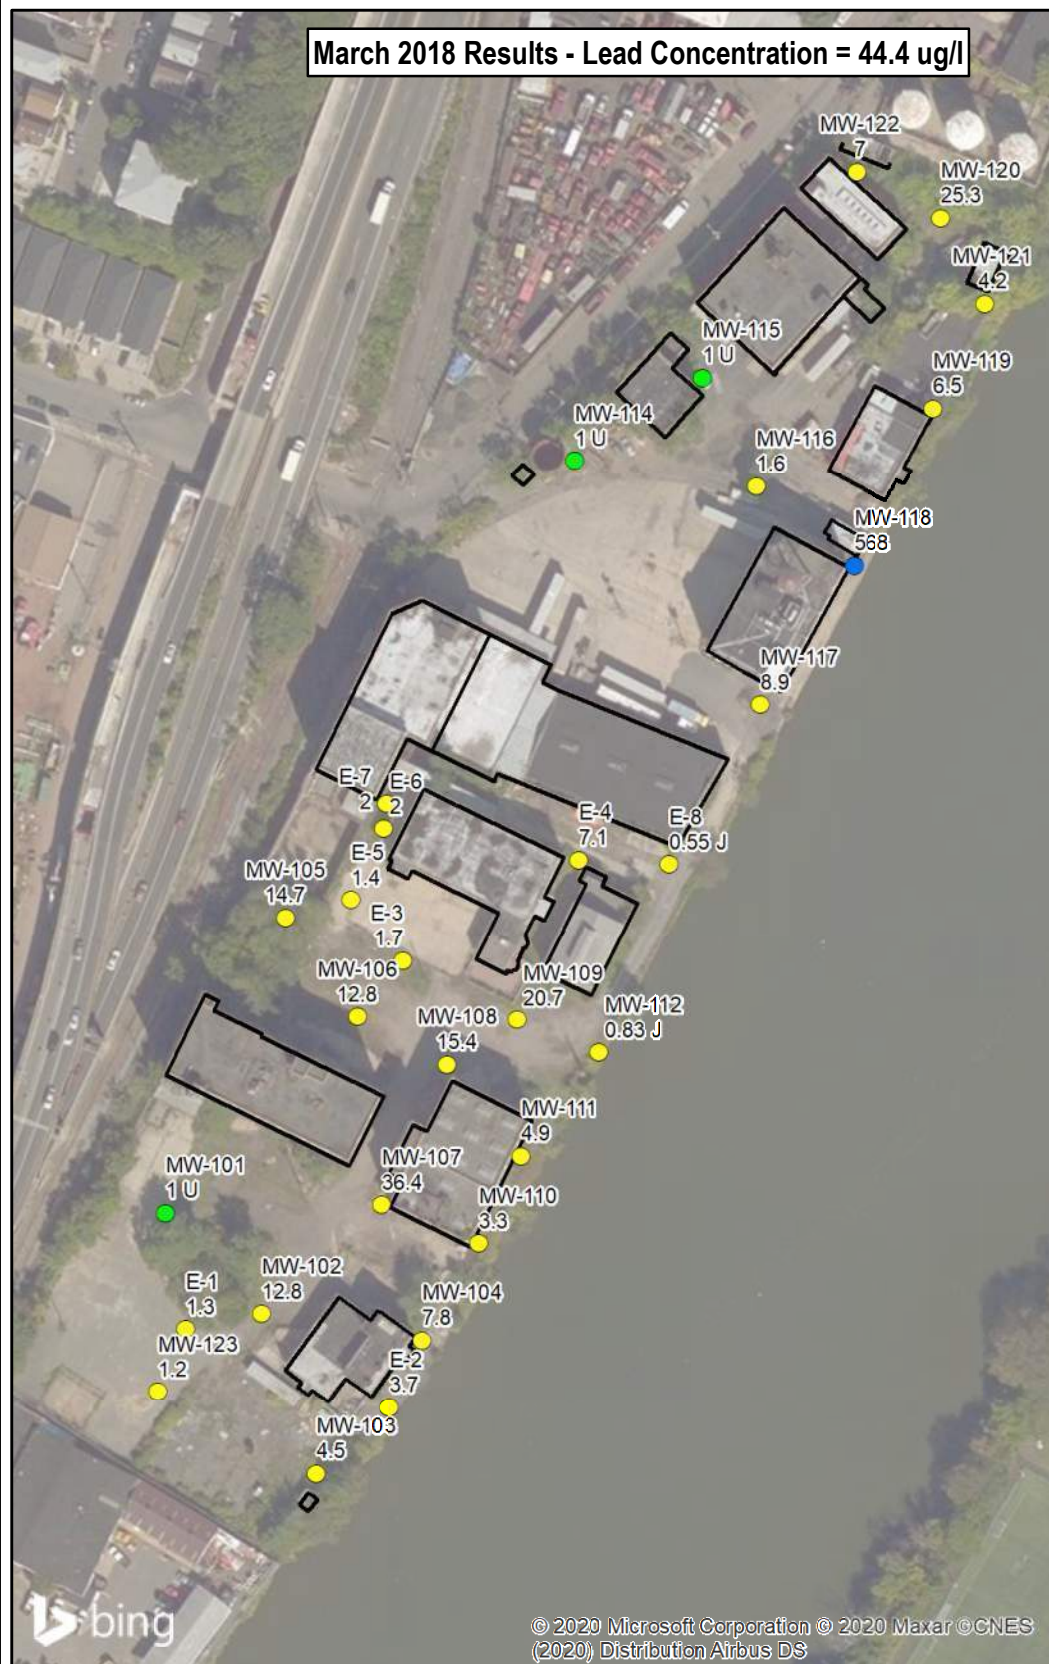 March 2018 Results - Lead Concentration = 44.4 ug/l
MW-122
7
MW-120
25.3
MW-121
4.2
MW-115
1 U
MW-119
6.5
MW-114
1 U
MW-116
1.6
MW-118
568
MW-117
8.9
E-7
2
E-6
2
E-4
7.1
E-8
0.55 J
E-5
1.4
MW-105
14.7
E-3
1.7
MW-106
12.8
MW-109
20.7
MW-112
0.83 J
MW-108
15.4
MW-111
4.9
MW-107
36.4
MW-101
1 U
MW-110
3.3
MW-102
12.8
E-1
1.3
MW-104
7.8
MW-123
1.2
E-2
3.7
MW-103
4.5
bing
© 2020 Microsoft Corporation © 2020 Maxar ©CNES
(2020) Distribution Airbus DS